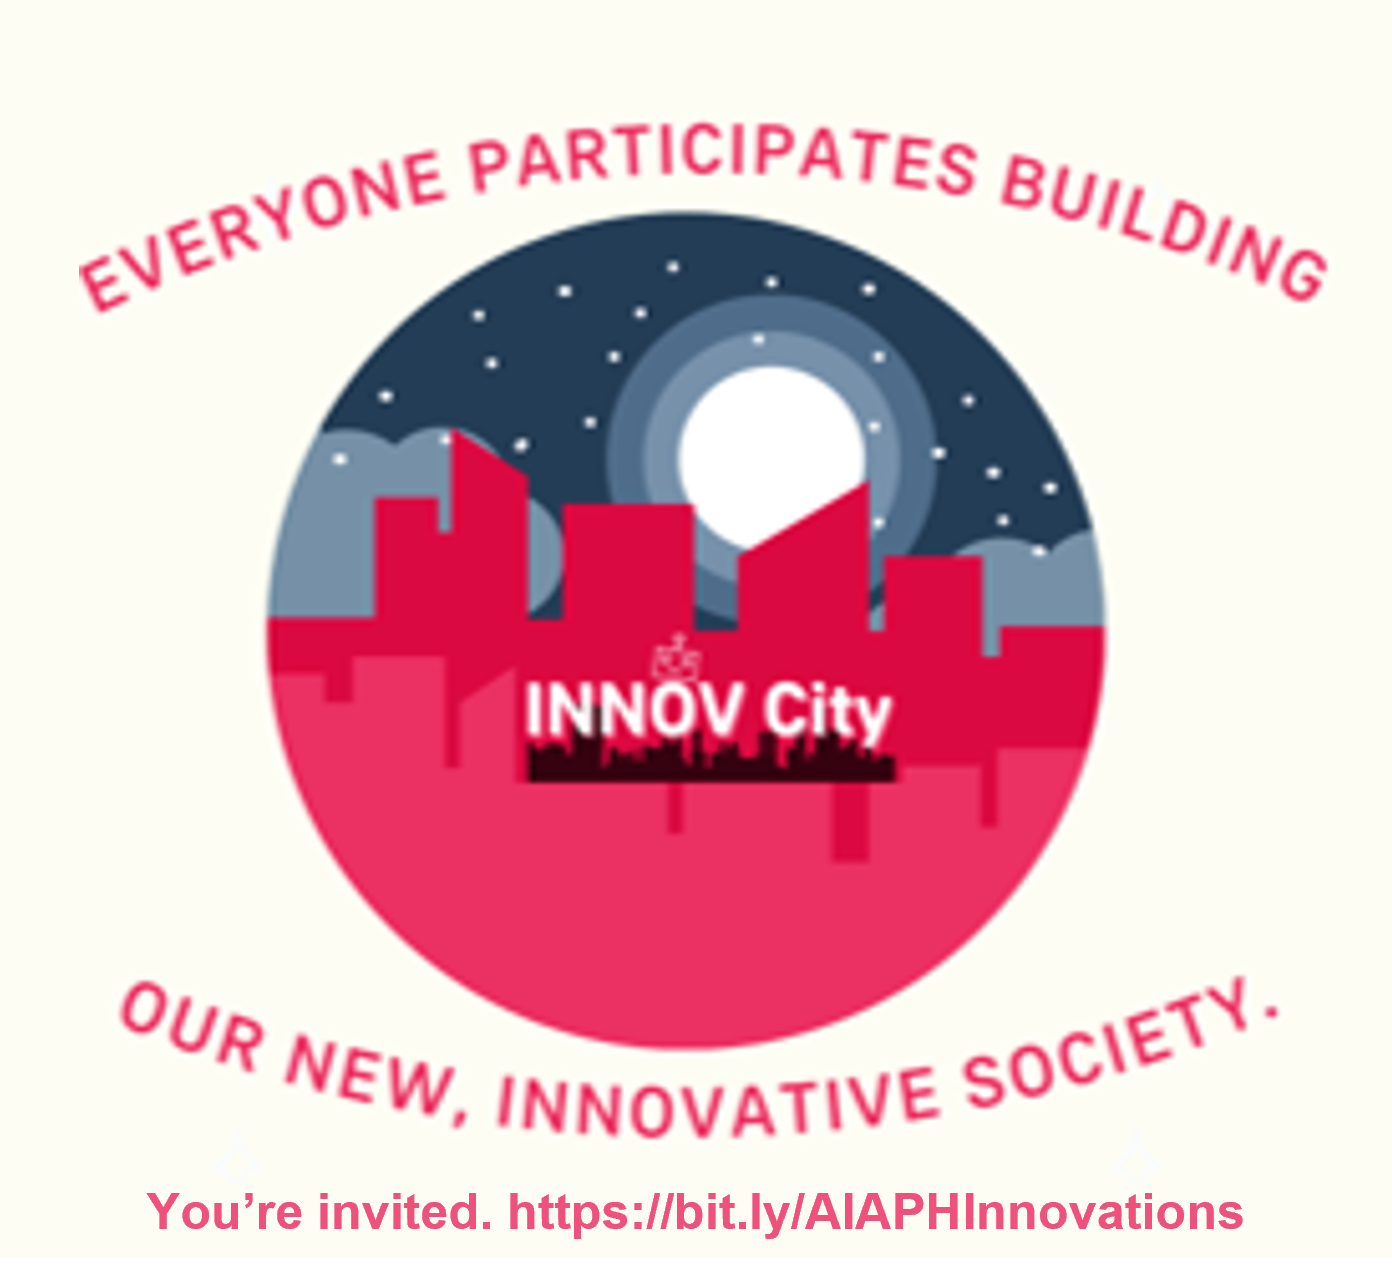 EVERYONE PARTICIPATES BUILDING
INNOV City
OUR NEW, INNOVATIVE SOCIETY.
You’re invited. https://bit.ly/AIAPHInnovations